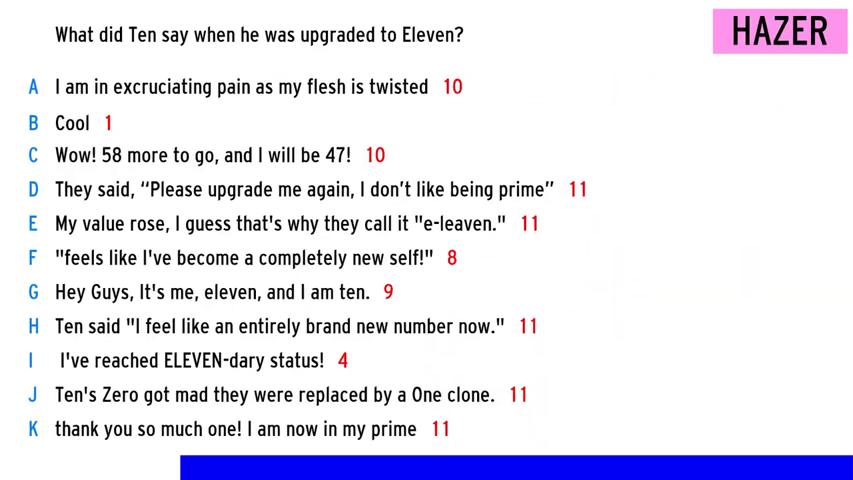 What did Ten say when he was upgraded to Eleven?
HAZER
A I am in excruciating pain as my flesh is twisted 10
B Cool 1
C Wow! 58 more to go, and I will be 47! 10
D They said, “Please upgrade me again, I don’t like being prime” 11
E My value rose, I guess that's why they call it "e-leaven." 11
F "feels like I've become a completely new self!" 8
G Hey Guys, It's me, eleven, and I am ten. 9
H Ten said "I feel like an entirely brand new number now." 11
I I've reached ELEVEN-dary status! 4
J Ten's Zero got mad they were replaced by a One clone. 11
K thank you so much one! I am now in my prime 11